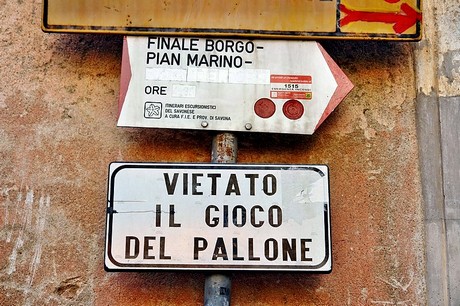 FINALE BORGO-
PIAN MARINO-
ORE
1515
ITINERARI ESCURSIONISTICI
DEL SAVONESE
A CURA F.I.E. E PROV. DI SAVONA
VIETATO
IL GIOCO
DEL PALLONE